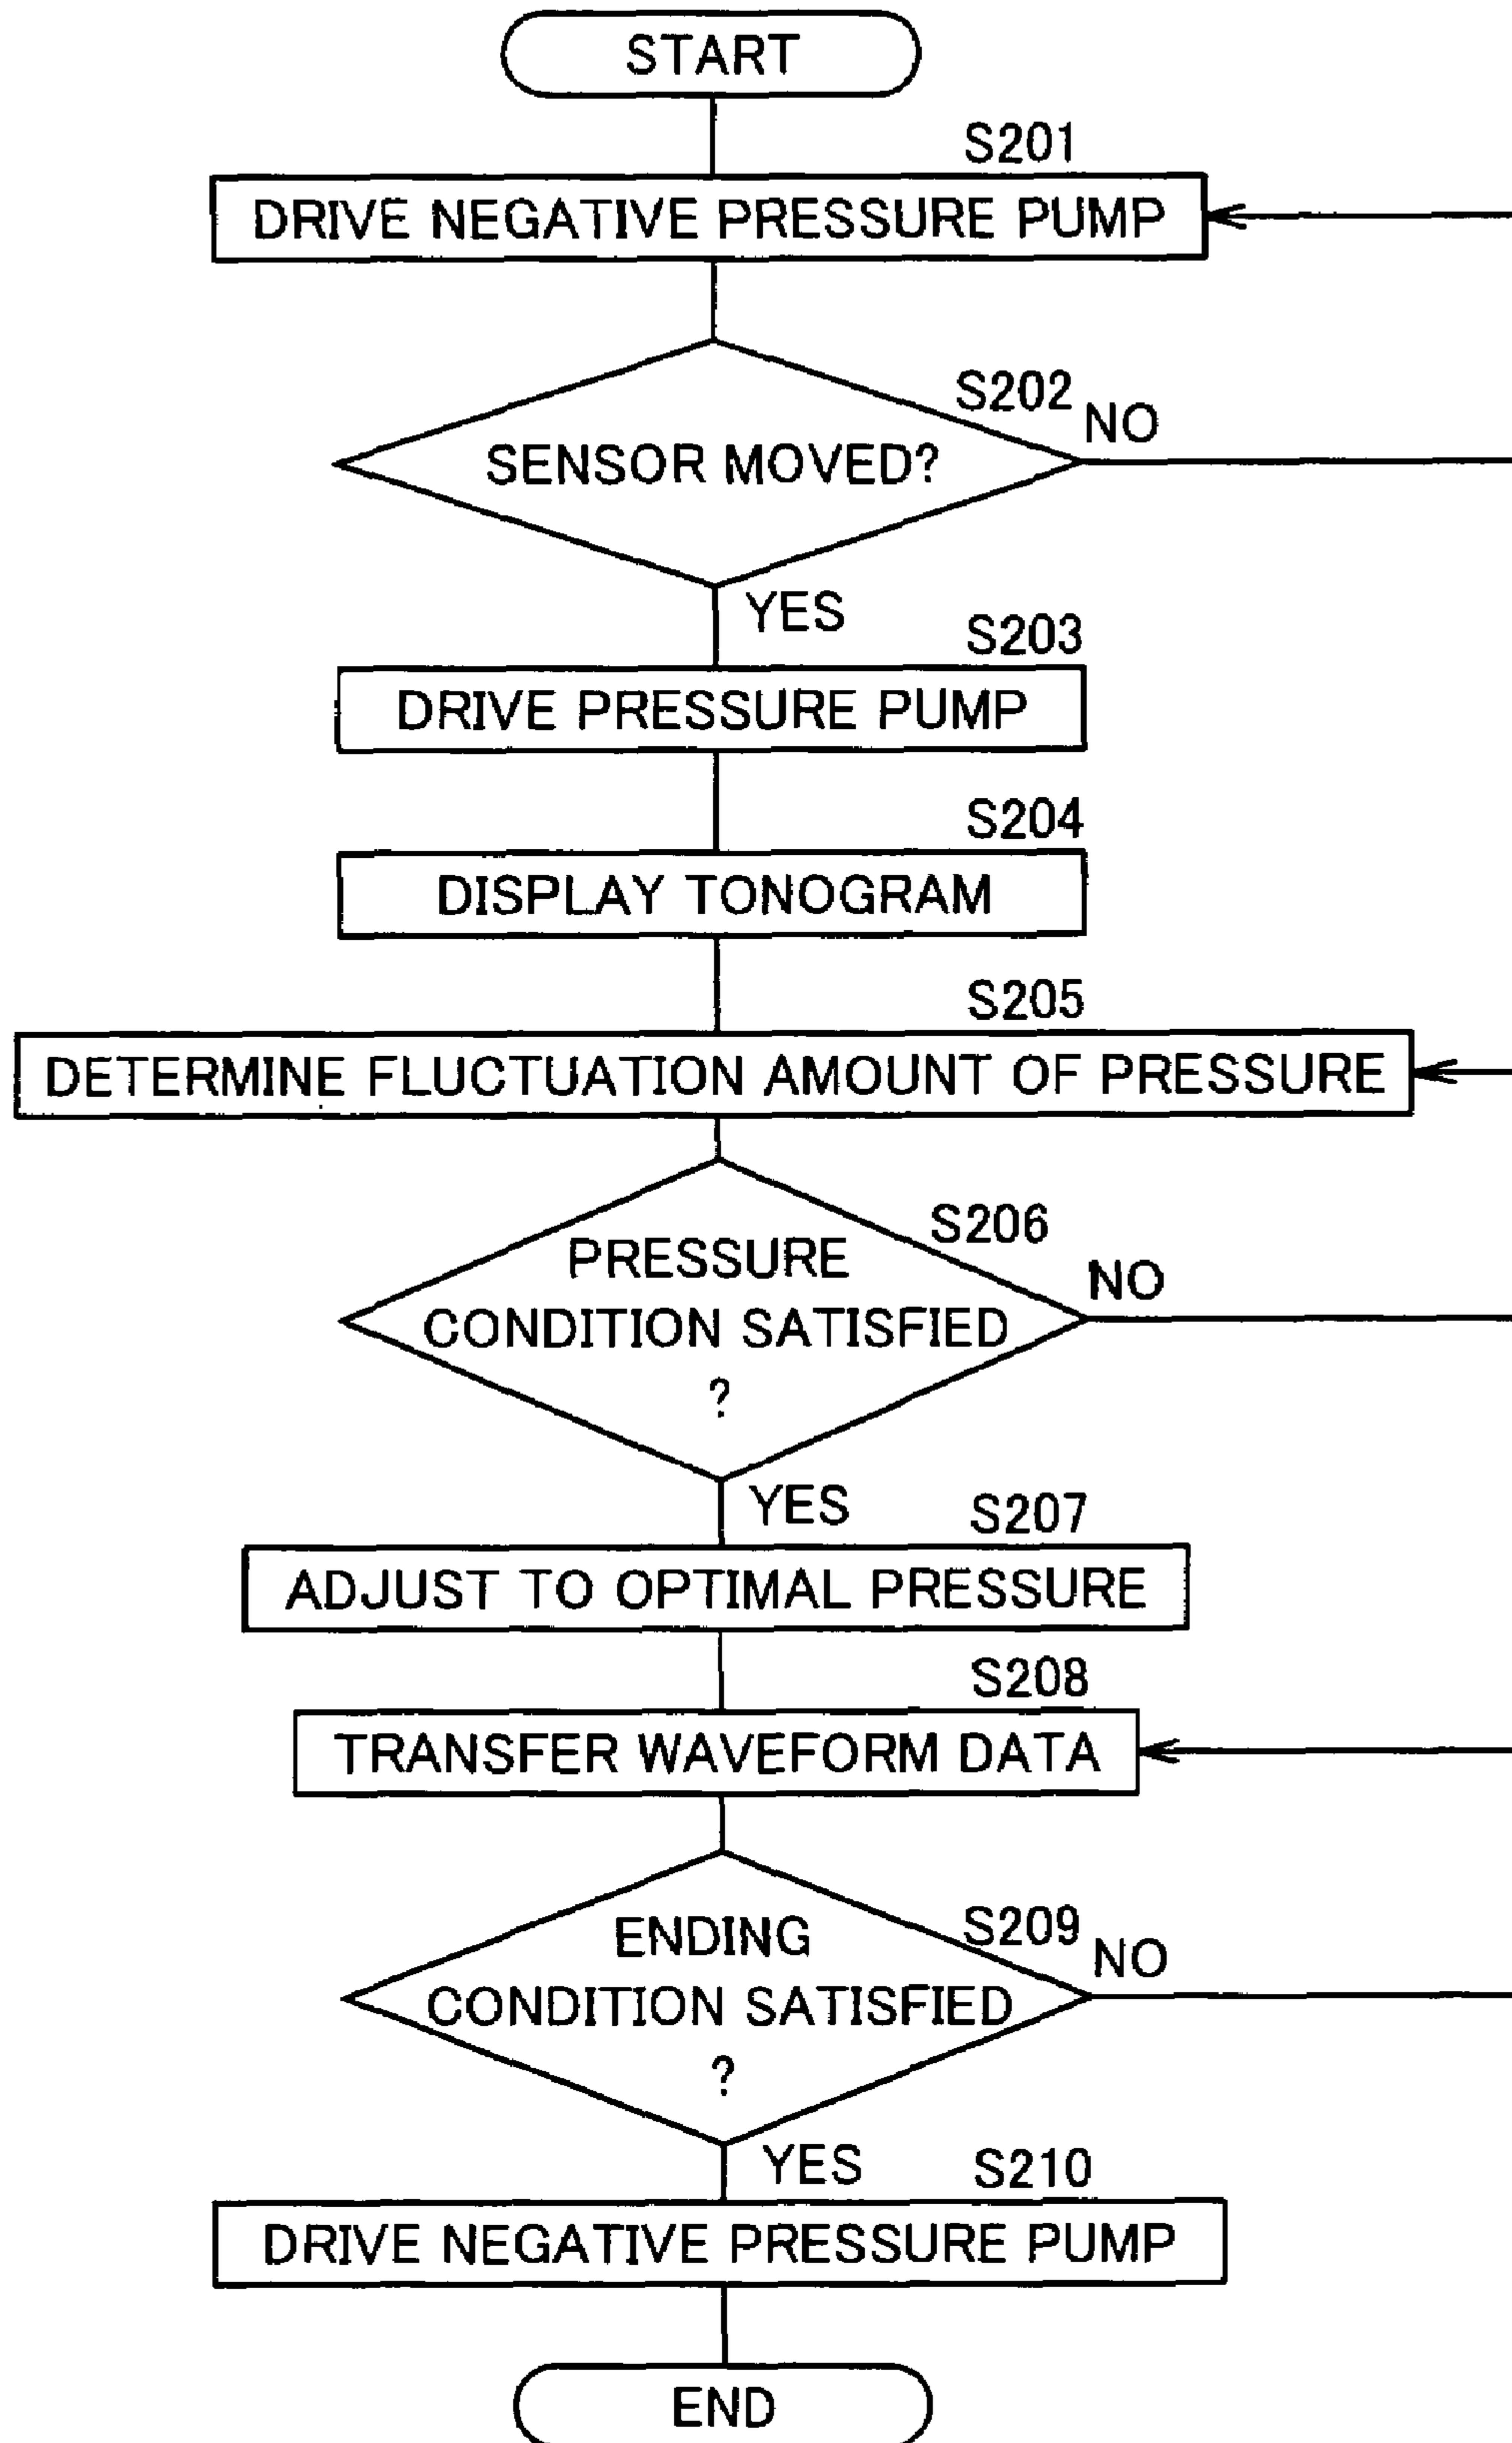 START
S201
DRIVE NEGATIVE PRESSURE PUMP
S202
NO
SENSOR MOVED?
YES
S203
DRIVE PRESSURE PUMP
S204
DISPLAY TONOGRAM
S205
DETERMINE FLUCTUATION AMOUNT OF PRESSURE
S206
PRESSURE
NO
CONDITION SATISFIED
?
YES
S207
ADJUST TO OPTIMAL PRESSURE
S208
TRANSFER WAVEFORM DATA
S209
ENDING
NO
CONDITION SATISFIED
?
YES
S210
DRIVE NEGATIVE PRESSURE PUMP
END